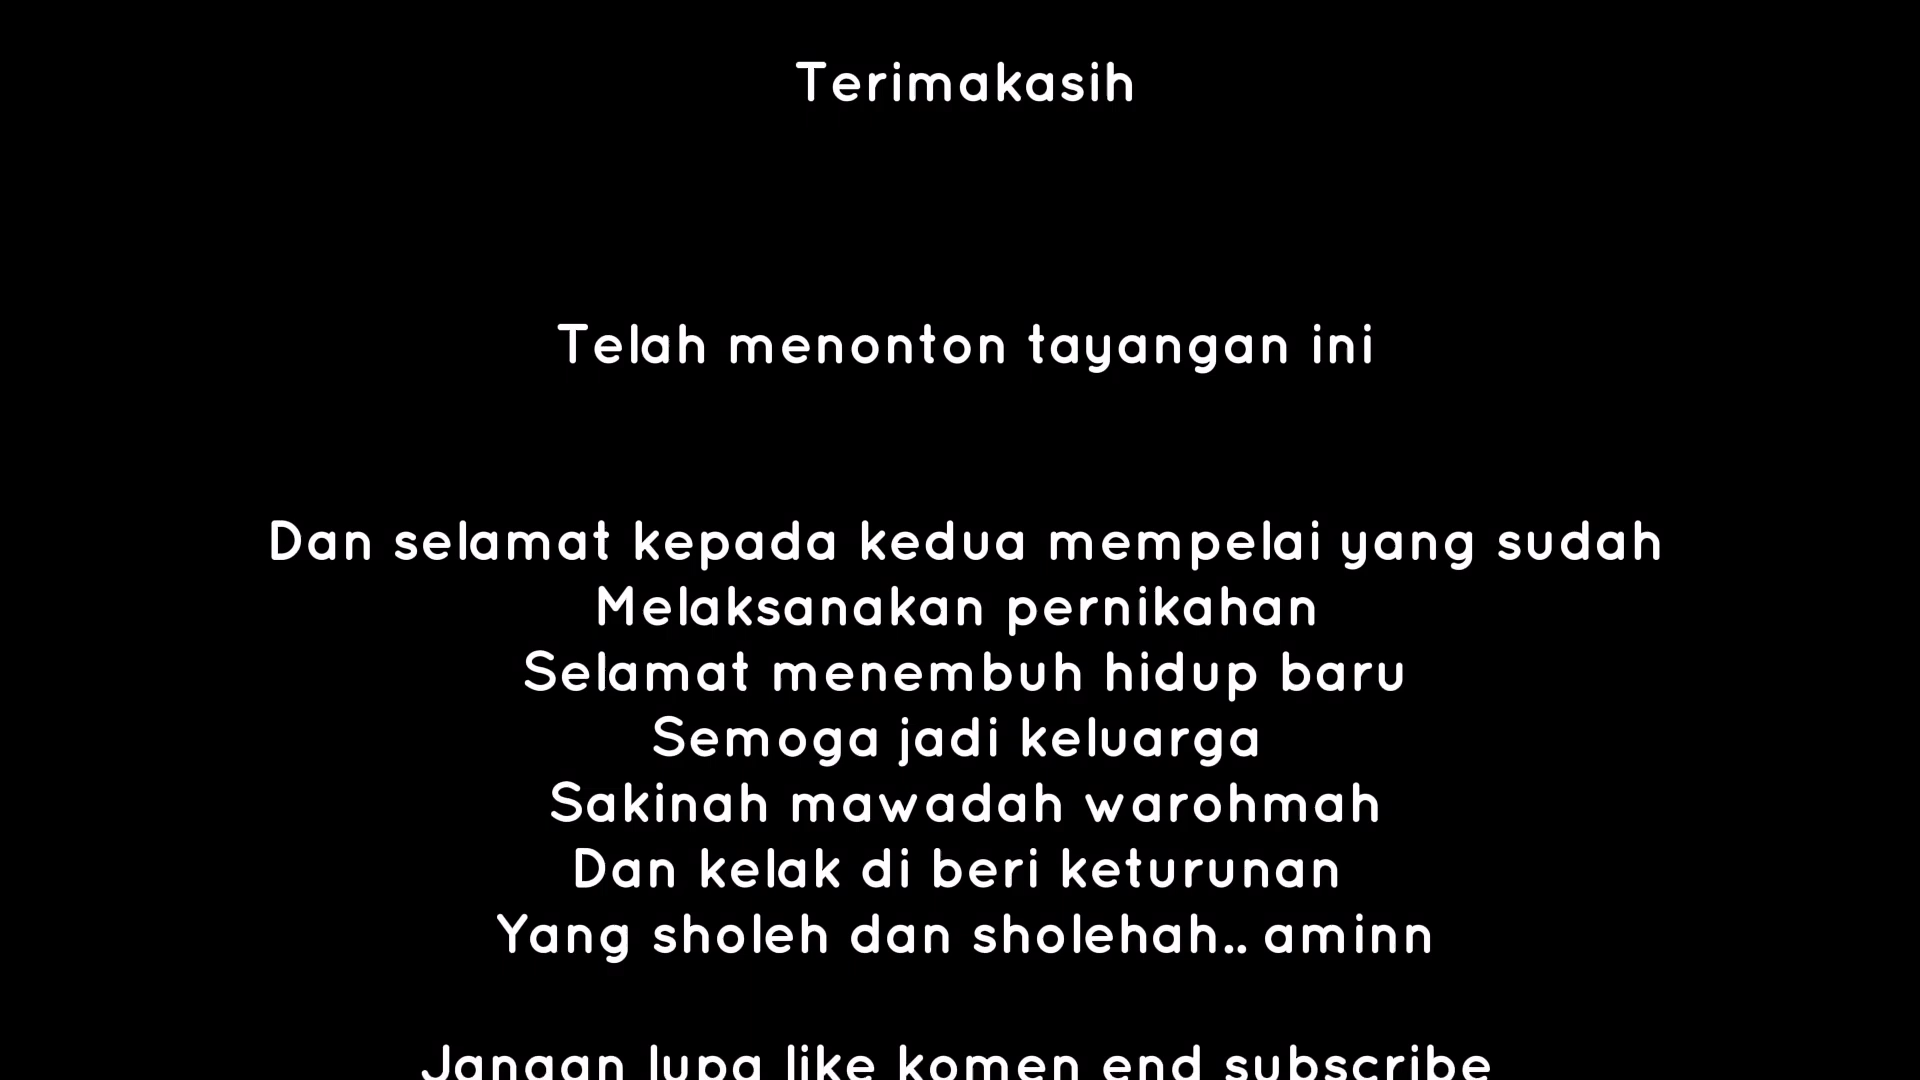 Terimakasih
Telah menonton tayangan ini
Dan selamat kepada kedua mempelai yang sudah
Melaksanakan pernikahan
Selamat menembuh hidup baru
Semoga jadi keluarga
Sakinah mawadah warohmah
Dan kelak di beri keturunan
Yang sholeh dan sholehah.. aminn
Jangan lupa like komen end subscribe